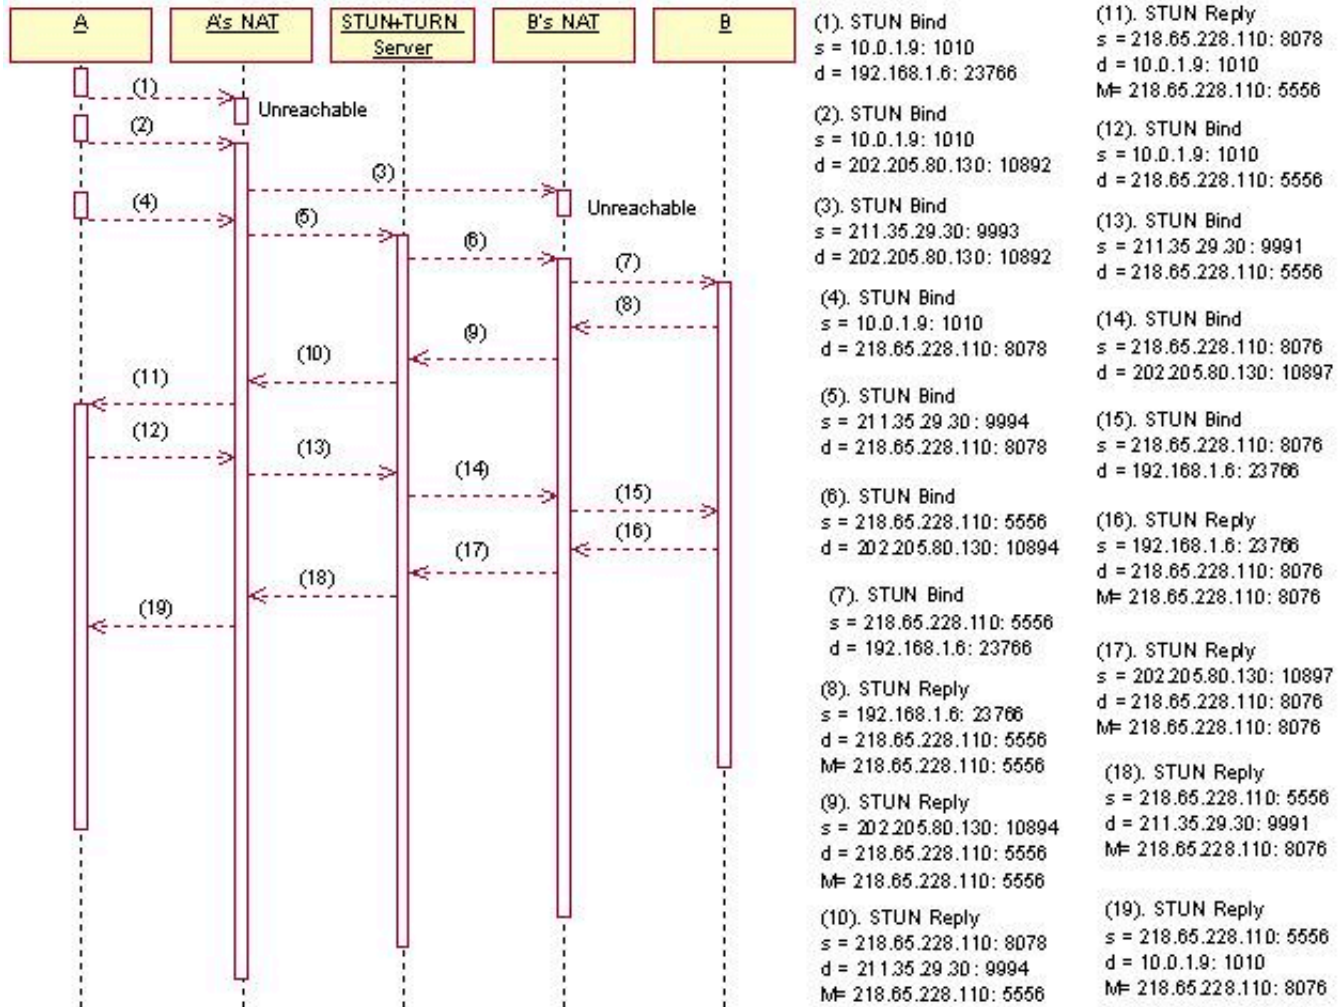 A
A's NAT
STUN+TURN
Server
B's NAT
B
(1)
Unreachable
(2)
(3)
Unreachable
(4)
(5)
(6)
(7)
(8)
(9)
(10)
(11)
(12)
(13)
(14)
(15)
(16)
(17)
(18)
(19)
(1). STUN Bind
s = 10.0.1.9: 1010
d = 192.168.1.6: 23766
(2). STUN Bind
s = 10.0.1.9: 1010
d = 202.205.80.130: 10892
(3). STUN Bind
s = 211.35.29.30: 9993
d = 202.205.80.130: 10892
(4). STUN Bind
s = 10.0.1.9: 1010
d = 218.65.228.110: 8078
(5). STUN Bind
s = 211.35.29.30: 9994
d = 218.65.228.110: 8078
(6). STUN Bind
s = 218.65.228.110: 5556
d = 202.205.80.130: 10894
(7). STUN Bind
s = 218.65.228.110: 5556
d = 192.168.1.6: 23766
(8). STUN Reply
s = 192.168.1.6: 23766
d = 218.65.228.110: 5556
M= 218.65.228.110: 5556
(9). STUN Reply
s = 202.205.80.130: 10894
d = 218.65.228.110: 5556
M= 218.65.228.110: 5556
(10). STUN Reply
s = 218.65.228.110: 8078
d = 211.35.29.30: 9994
M= 218.65.228.110: 5556
(11). STUN Reply
s = 218.65.228.110: 8078
d = 10.0.1.9: 1010
M= 218.65.228.110: 5556
(12). STUN Bind
s = 10.0.1.9: 1010
d = 218.65.228.110: 5556
(13). STUN Bind
s = 211.35.29.30: 9991
d = 218.65.228.110: 5556
(14). STUN Bind
s = 218.65.228.110: 8076
d = 202.205.80.130: 10897
(15). STUN Bind
s = 218.65.228.110: 8076
d = 192.168.1.6: 23766
(16). STUN Reply
s = 192.168.1.6: 23766
d = 218.65.228.110: 8076
M= 218.65.228.110: 8076
(17). STUN Reply
s = 202.205.80.130: 10897
d = 218.65.228.110: 8076
M= 218.65.228.110: 8076
(18). STUN Reply
s = 218.65.228.110: 5556
d = 211.35.29.30: 9991
M= 218.65.228.110: 8076
(19). STUN Reply
s = 218.65.228.110: 5556
d = 10.0.1.9: 1010
M= 218.65.228.110: 8076